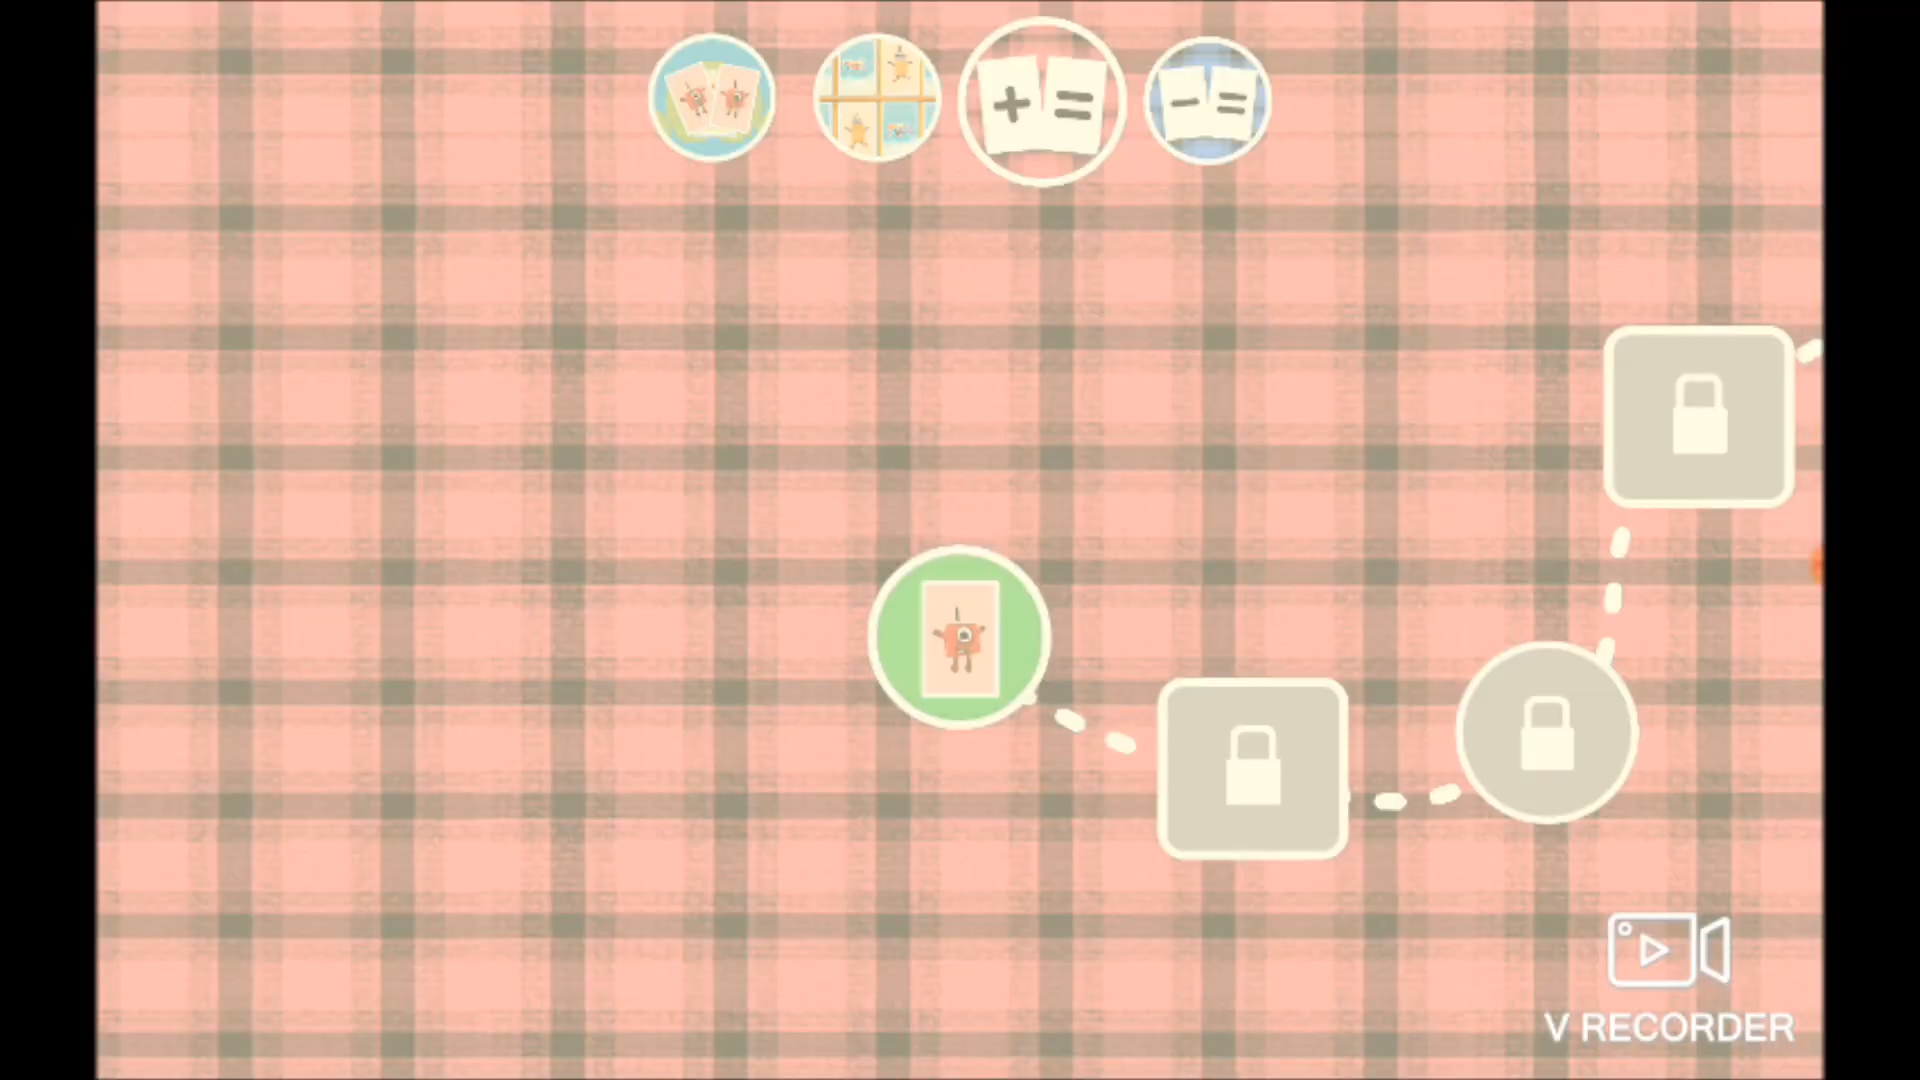 + =
- =
V RECORDER